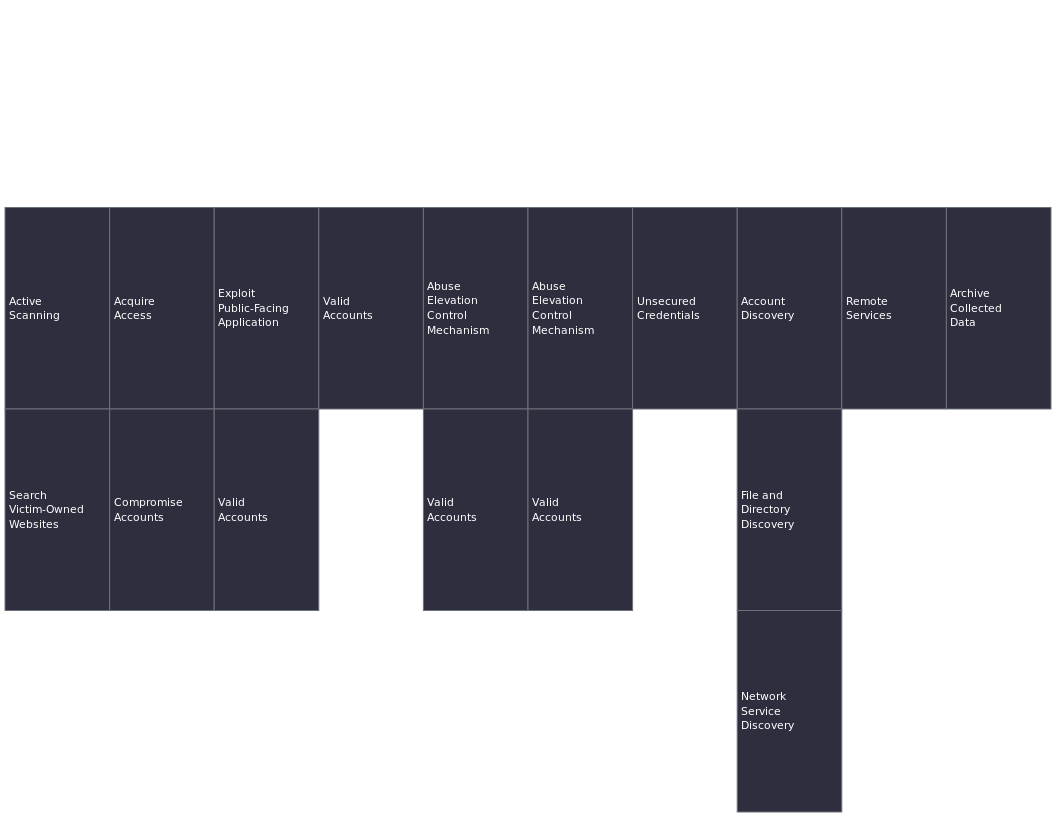 Active
Scanning
Acquire
Access
Exploit
Public-Facing
Application
Valid
Accounts
Abuse
Elevation
Control
Mechanism
Abuse
Elevation
Control
Mechanism
Unsecured
Credentials
Account
Discovery
Remote
Services
Archive
Collected
Data
Search
Victim-Owned
Websites
Compromise
Accounts
Valid
Accounts
Valid
Accounts
Valid
Accounts
File and
Directory
Discovery
Network
Service
Discovery